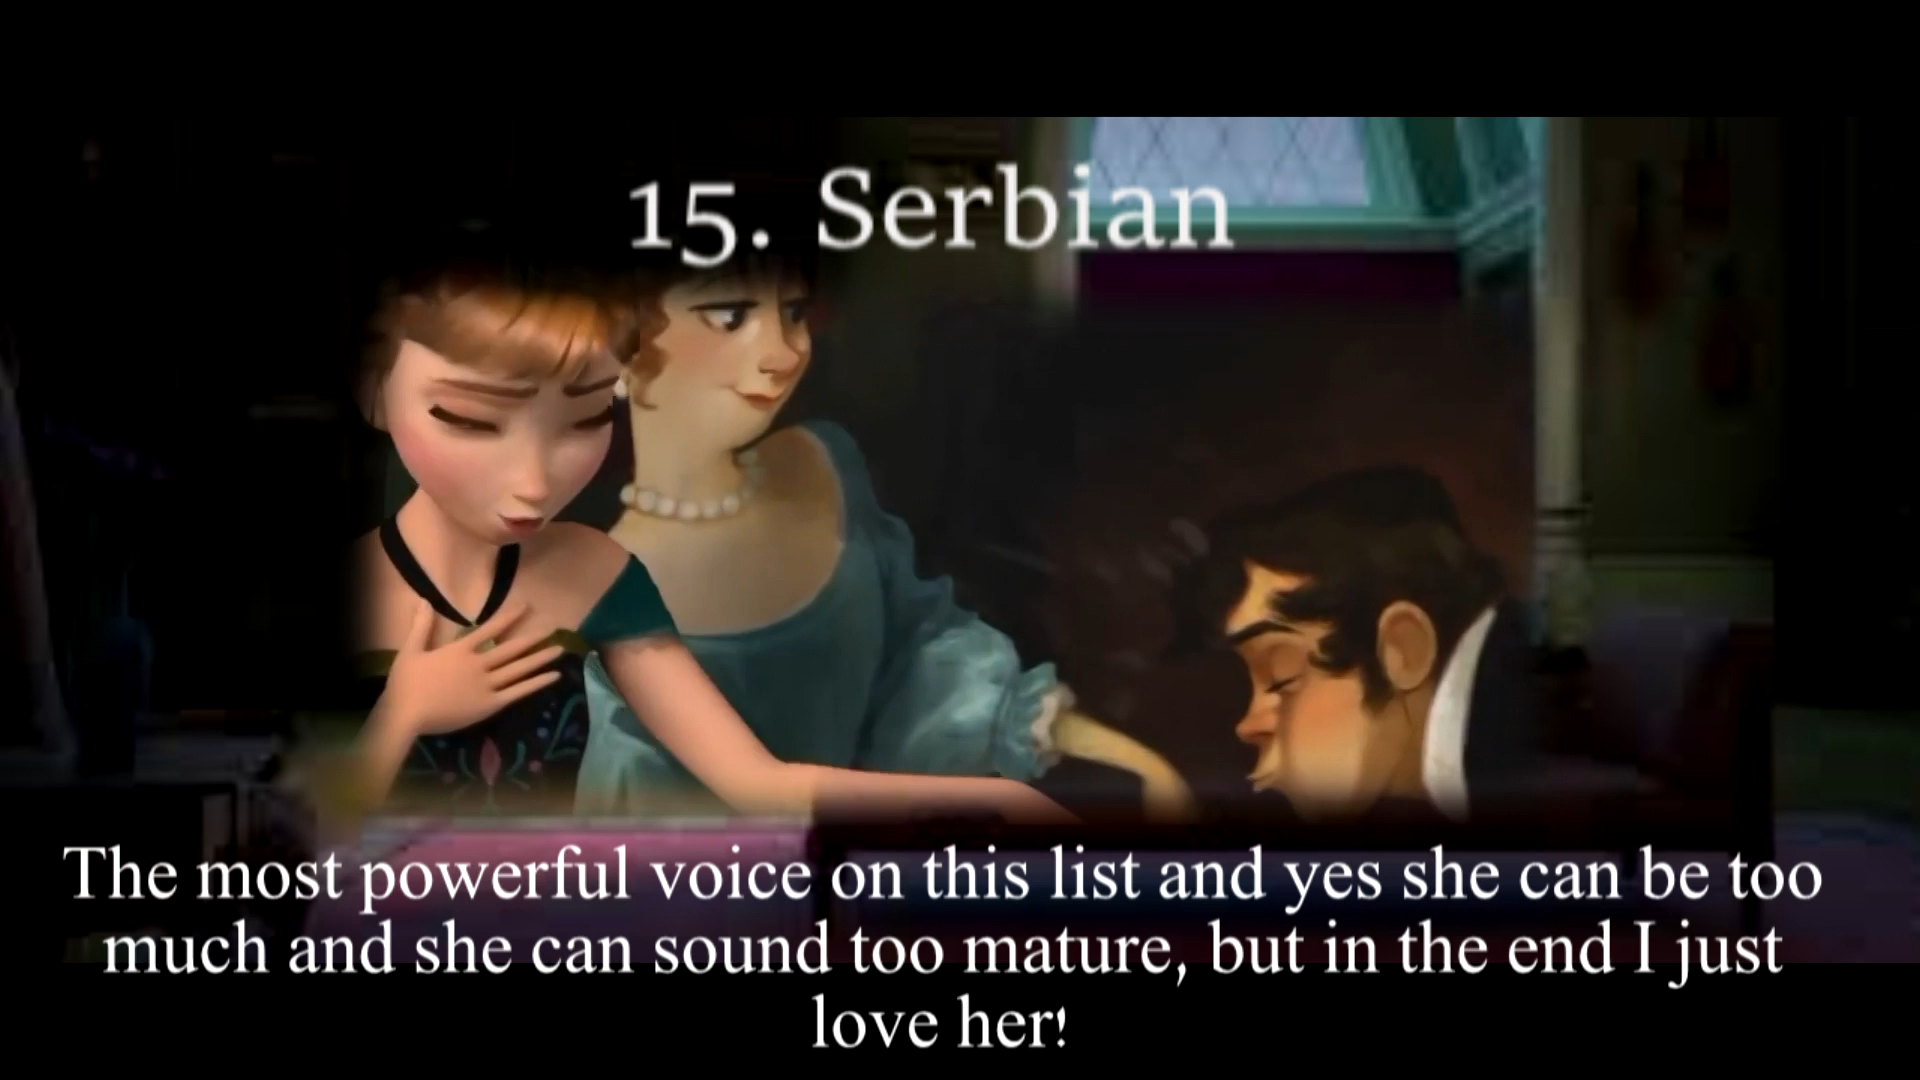 15. Serbian
The most powerful voice on this list and yes she can be too
much and she can sound too mature, but in the end I just
love her!